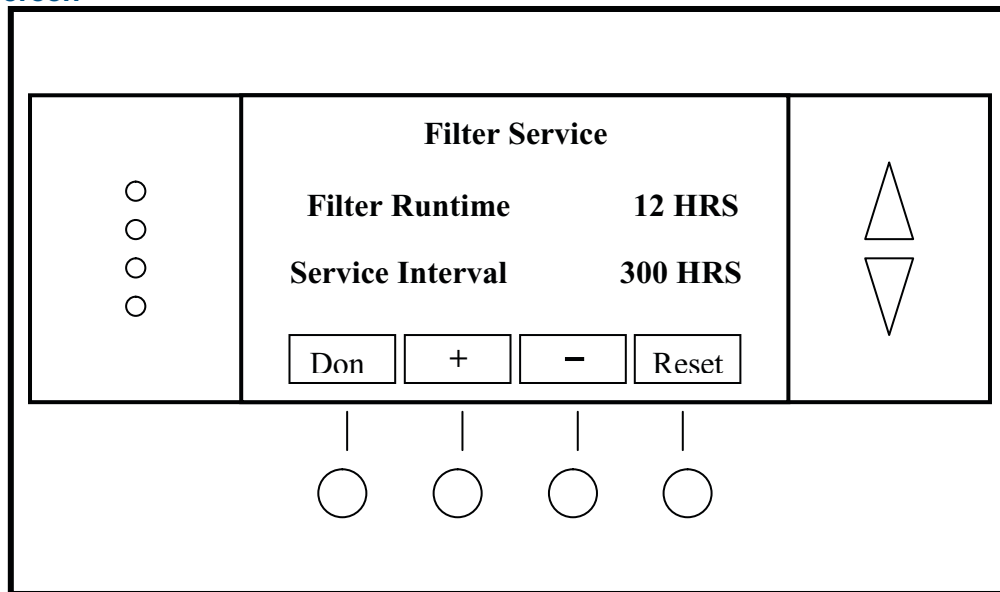 Filter Service
Filter Runtime 12 HRS
Service Interval 300 HRS
Don + – Reset